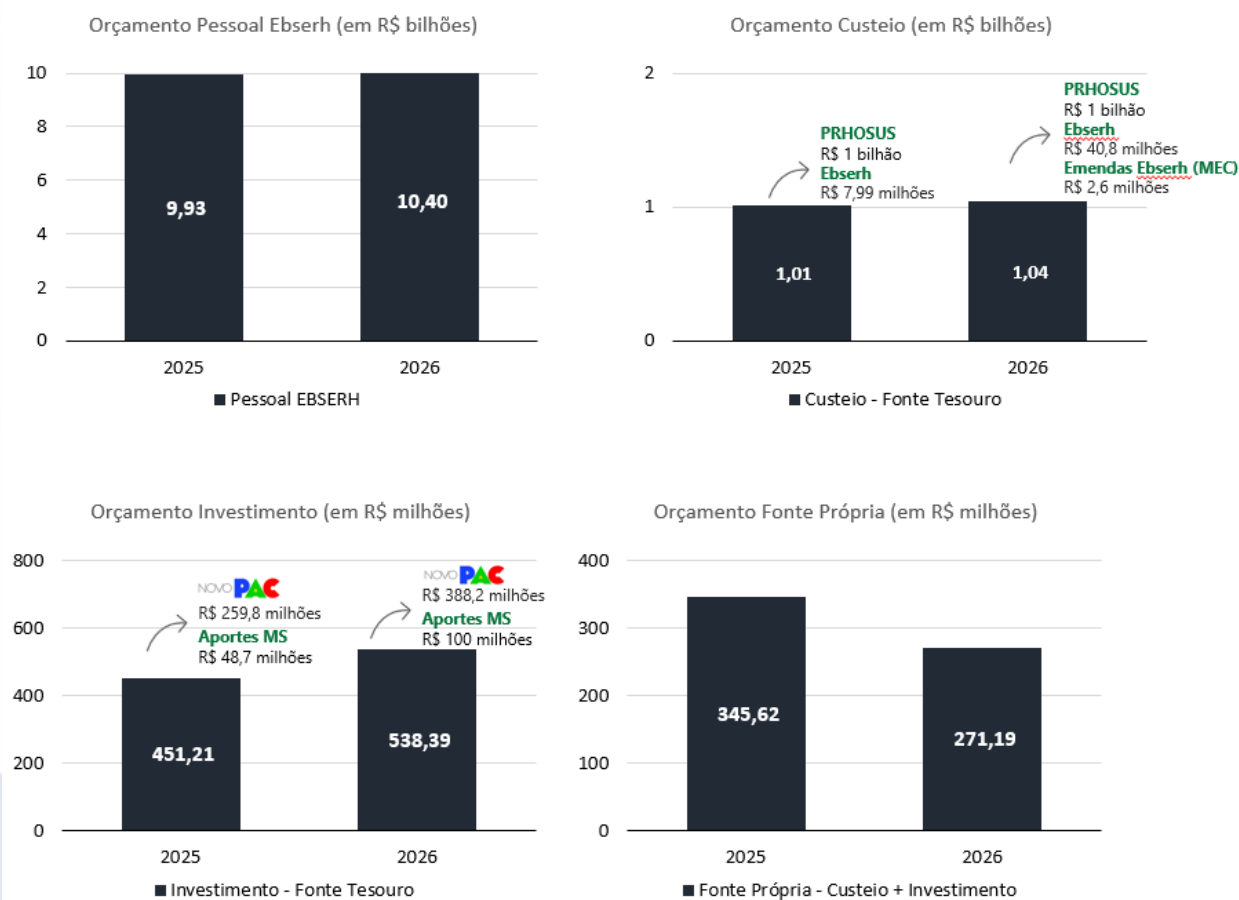 Orçamento Pessoal Ebserh (em R$ bilhões)
10
8
6
4
2
0
9,93
10,40
2025
2026
Pessoal EBSERH
Orçamento Custeio (em R$ bilhões)
2
1
0
PRHOSUS
R$ 1 bilhão
Ebserh
R$ 7,99 milhões
PRHOSUS
R$ 1 bilhão
Ebserh
R$ 40,8 milhões
Emendas Ebserh (MEC)
R$ 2,6 milhões
1,01
1,04
2025
2026
Custeio - Fonte Tesouro
Orçamento Investimento (em R$ milhões)
800
600
400
200
0
NOVO PAC
R$ 259,8 milhões
Aportes MS
R$ 48,7 milhões
NOVO PAC
R$ 388,2 milhões
Aportes MS
R$ 100 milhões
451,21
538,39
2025
2026
Investimento - Fonte Tesouro
Orçamento Fonte Própria (em R$ milhões)
400
300
200
100
0
345,62
271,19
2025
2026
Fonte Própria - Custeio + Investimento